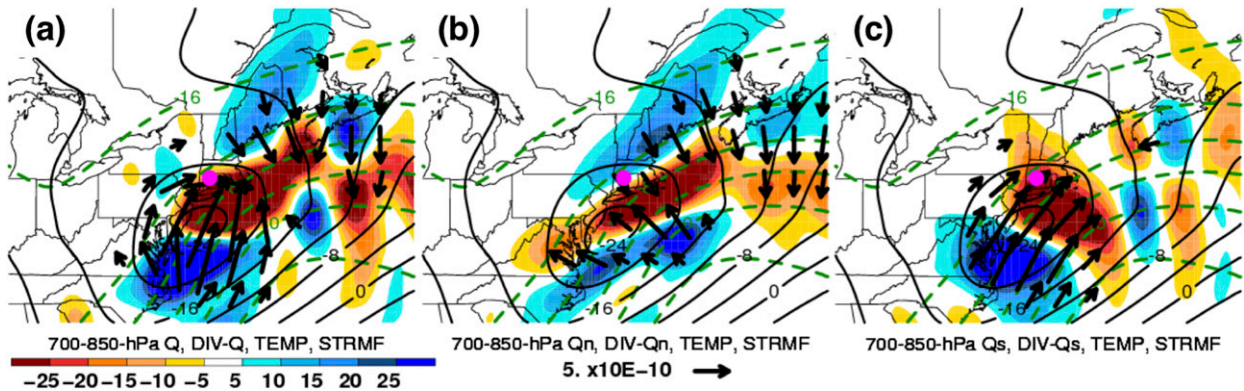 (a)
(b)
(c)
16
16
16
0
-24
-24
-8
-8
-8
0
0
0
-16
-16
-16
700-850-hPa Q, DIV-Q, TEMP, STRMF
700-850-hPa Qn, DIV-Qn, TEMP, STRMF
700-850-hPa Qs, DIV-Qs, TEMP, STRMF
-25 -20 -15 -10 -5 5 10 15 20 25
5. x10E-10